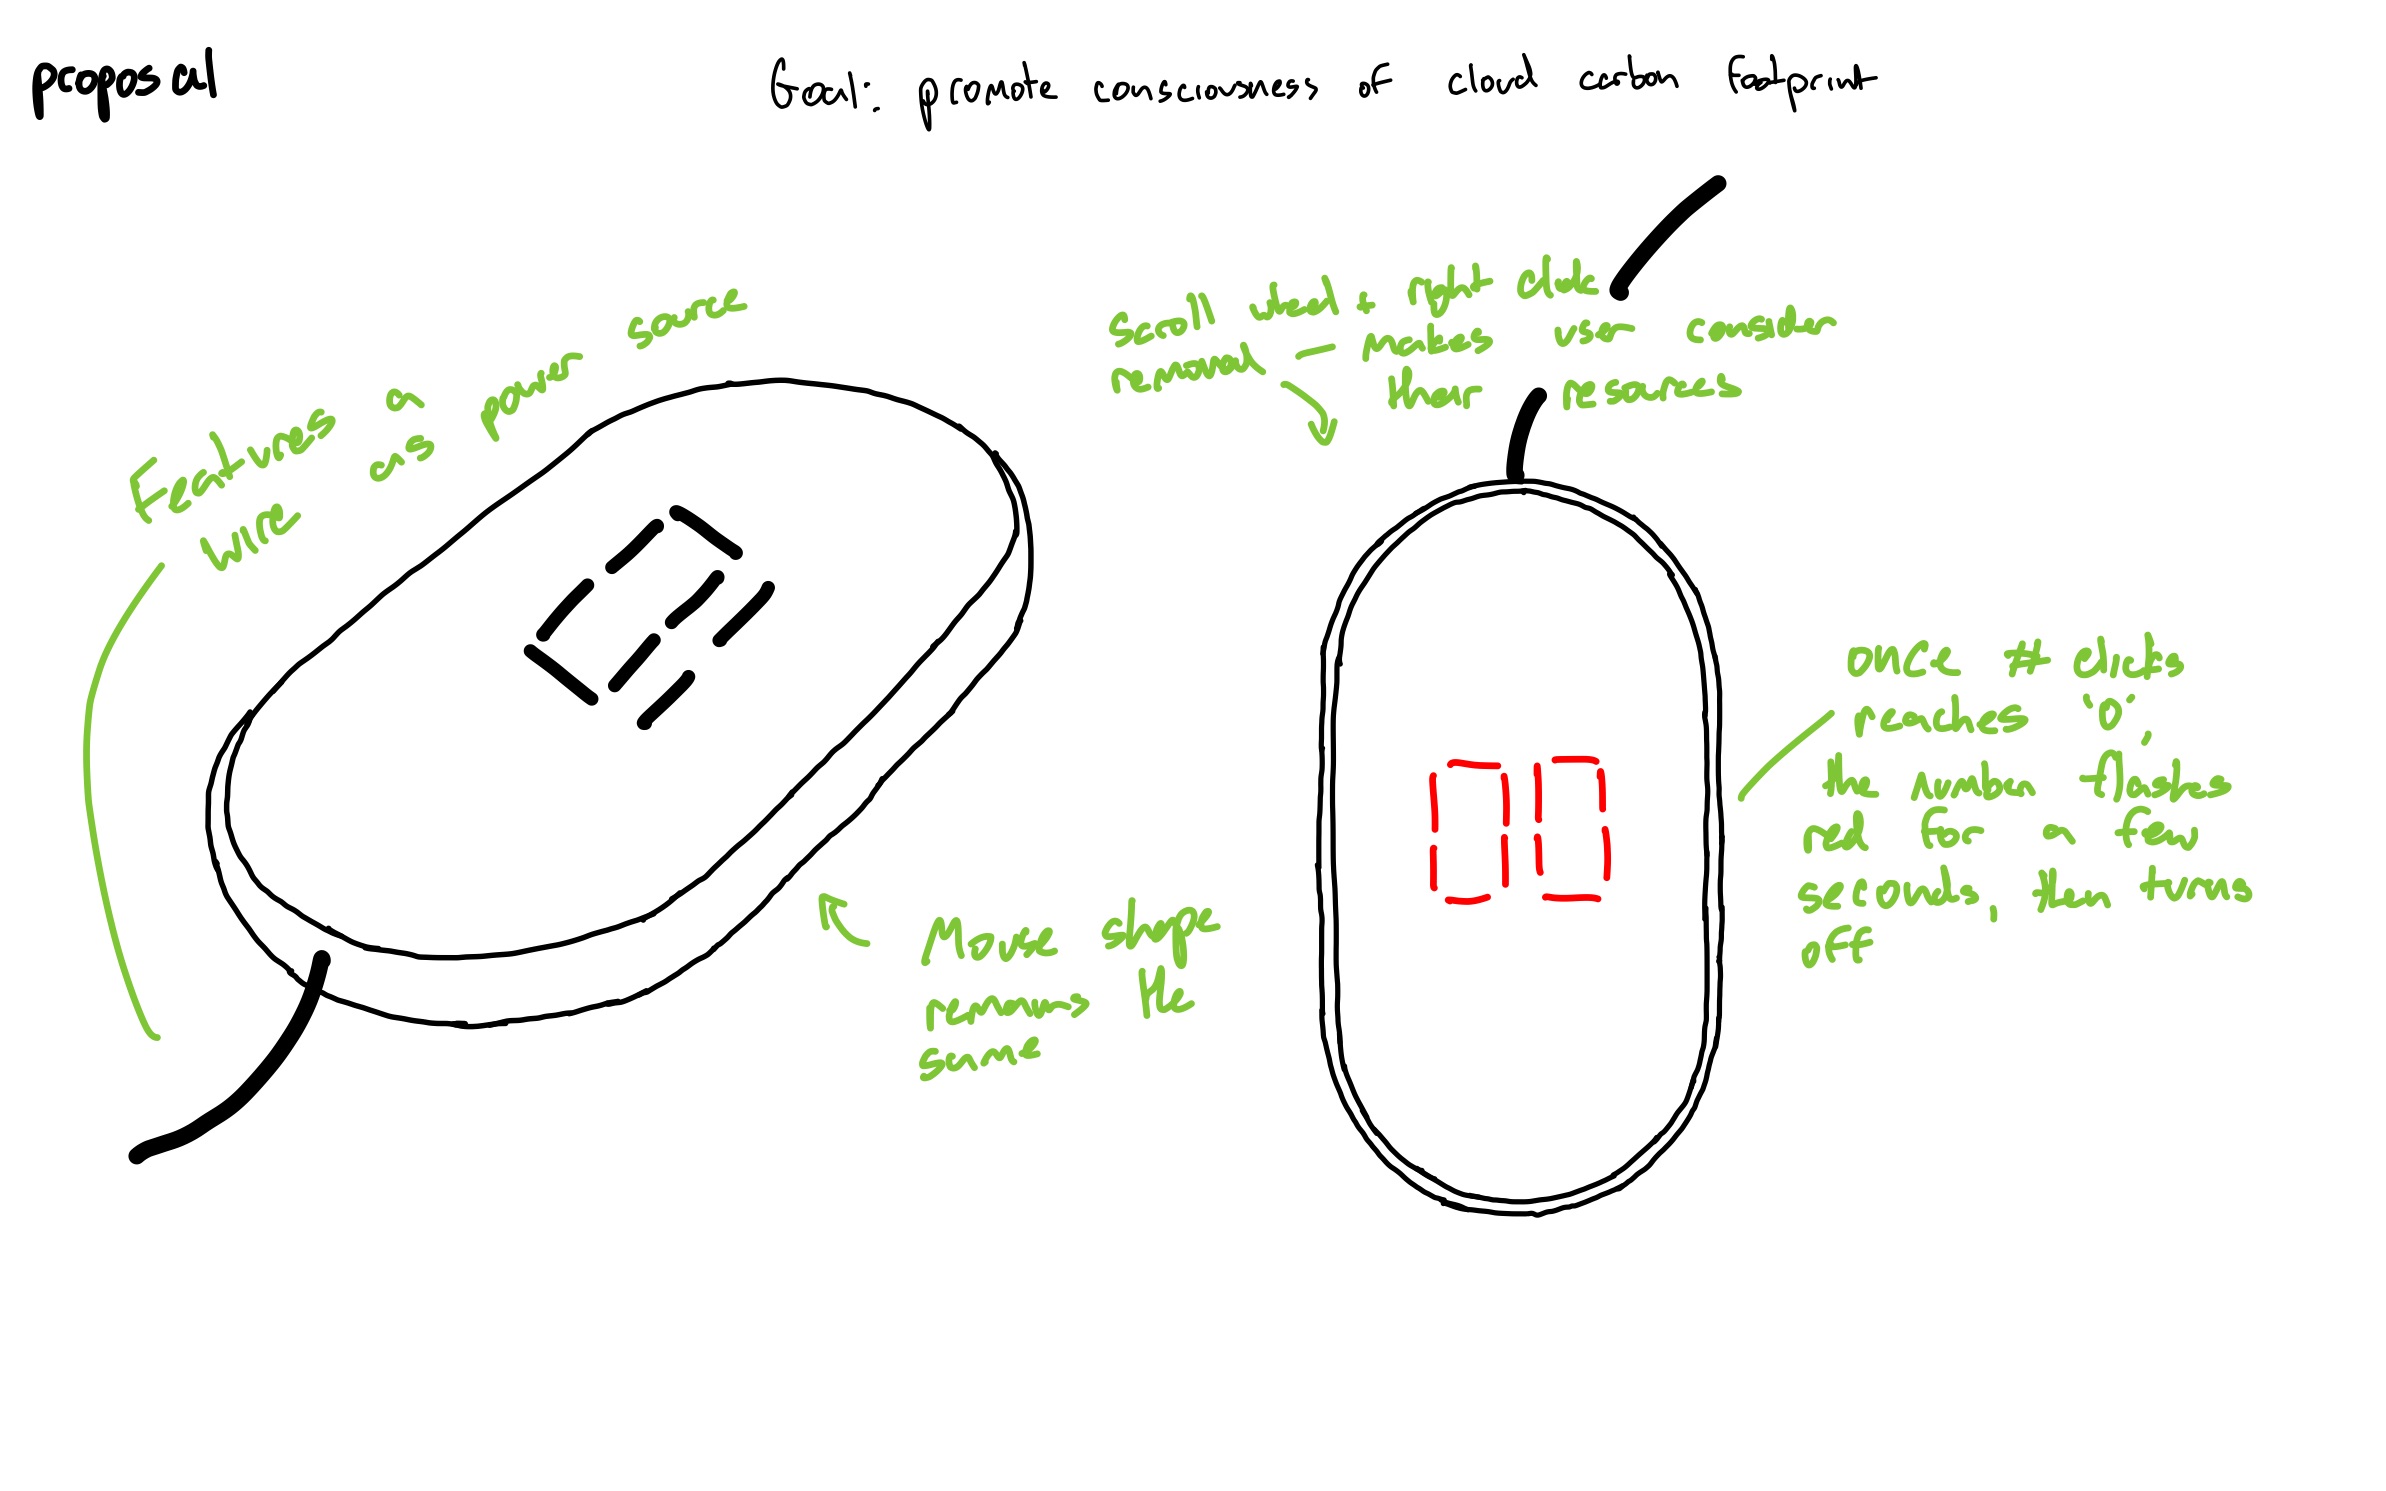 proposal
Goal: promote consciousness of cloud carbon footprint
Features a
wire as power source
scroll wheel + right click
removal — makes user consider
their resources
once # clicks
reaches "0",
the number flashes
red for a few
seconds, then turns
off
Mouse shape
remains the
same
00